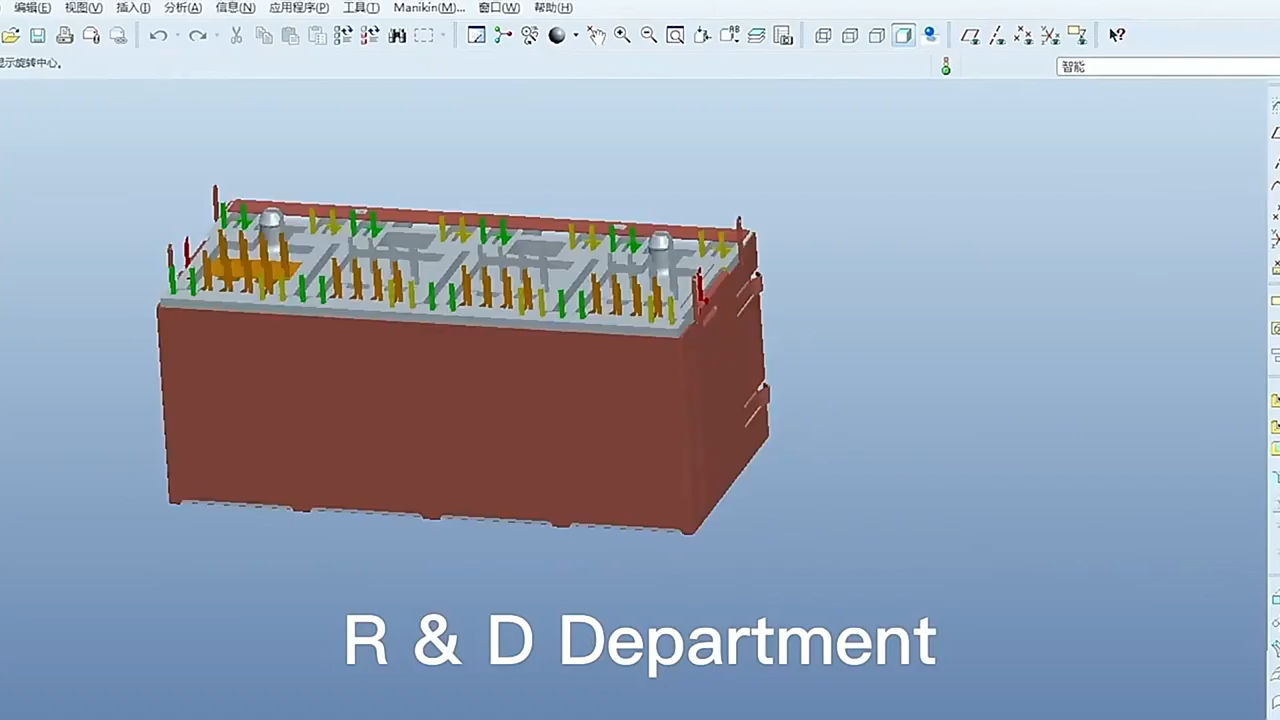 编辑(E) 视图(V) 插入(I) 分析(A) 信息(N) 应用程序(P) 工具(T) Manikin(M)... 窗口(W) 帮助(H)
显示旋转中心。
智能
R & D Department